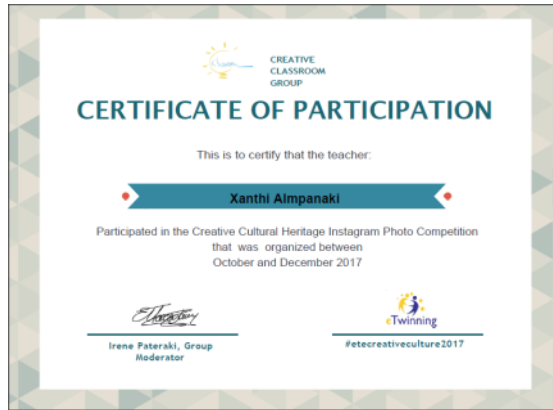 CREATIVE
CLASSROOM
GROUP
CERTIFICATE OF PARTICIPATION
This is to certify that the teacher:
Xanthi Almpanaki
Participated in the Creative Cultural Heritage Instagram Photo Competition
that was organized between
October and December 2017
eTwinning
Irene Pateraki, Group
Moderator
#etecreativeculture2017